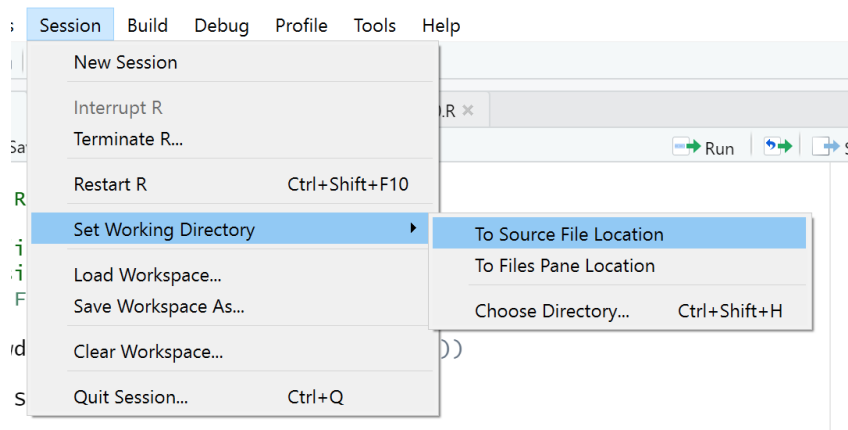 Session Build Debug Profile Tools Help
New Session
Interrupt R
.R
Terminate R...
Run
Restart R Ctrl+Shift+F10
R
Set Working Directory To Source File Location
To Files Pane Location
Load Workspace...
Save Workspace As...
F
Choose Directory... Ctrl+Shift+H
Clear Workspace...
))
Quit Session... Ctrl+Q